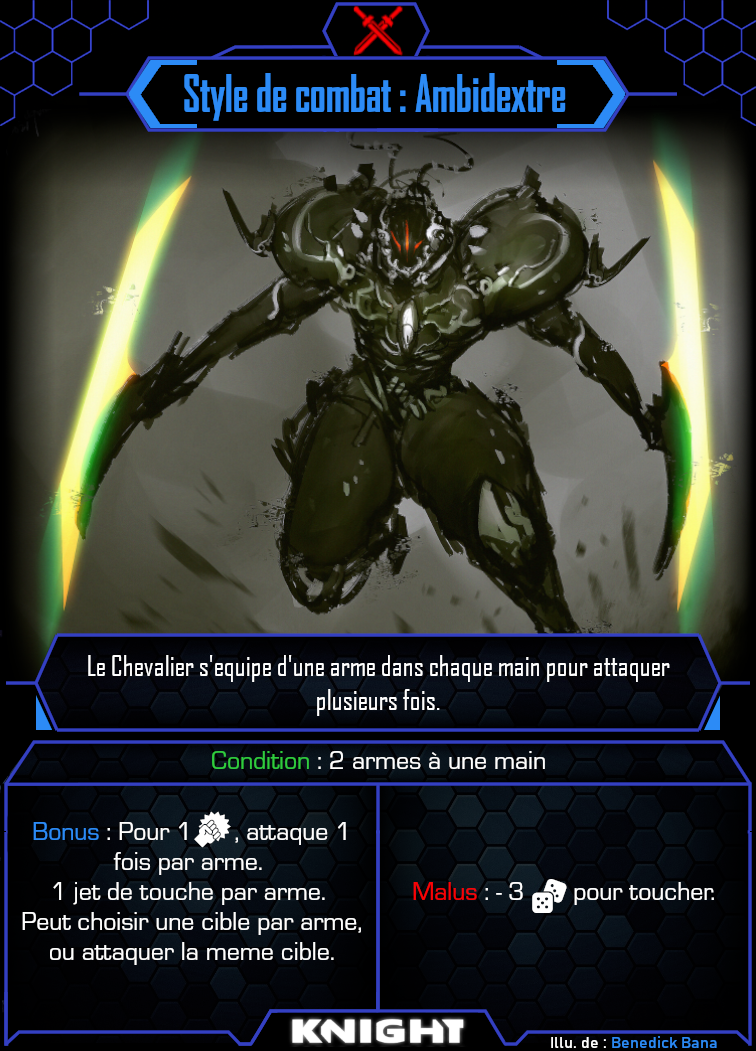 Style de combat : Ambidextre
Le Chevalier s'equipe d'une arme dans chaque main pour attaquer
plusieurs fois.
Condition : 2 armes à une main
Bonus : Pour 1 , attaque 1
fois par arme.
1 jet de touche par arme.
Peut choisir une cible par arme,
ou attaquer la meme cible.
Malus : - 3 pour toucher.
KNIGHT
Illu. de : Benedick Bana